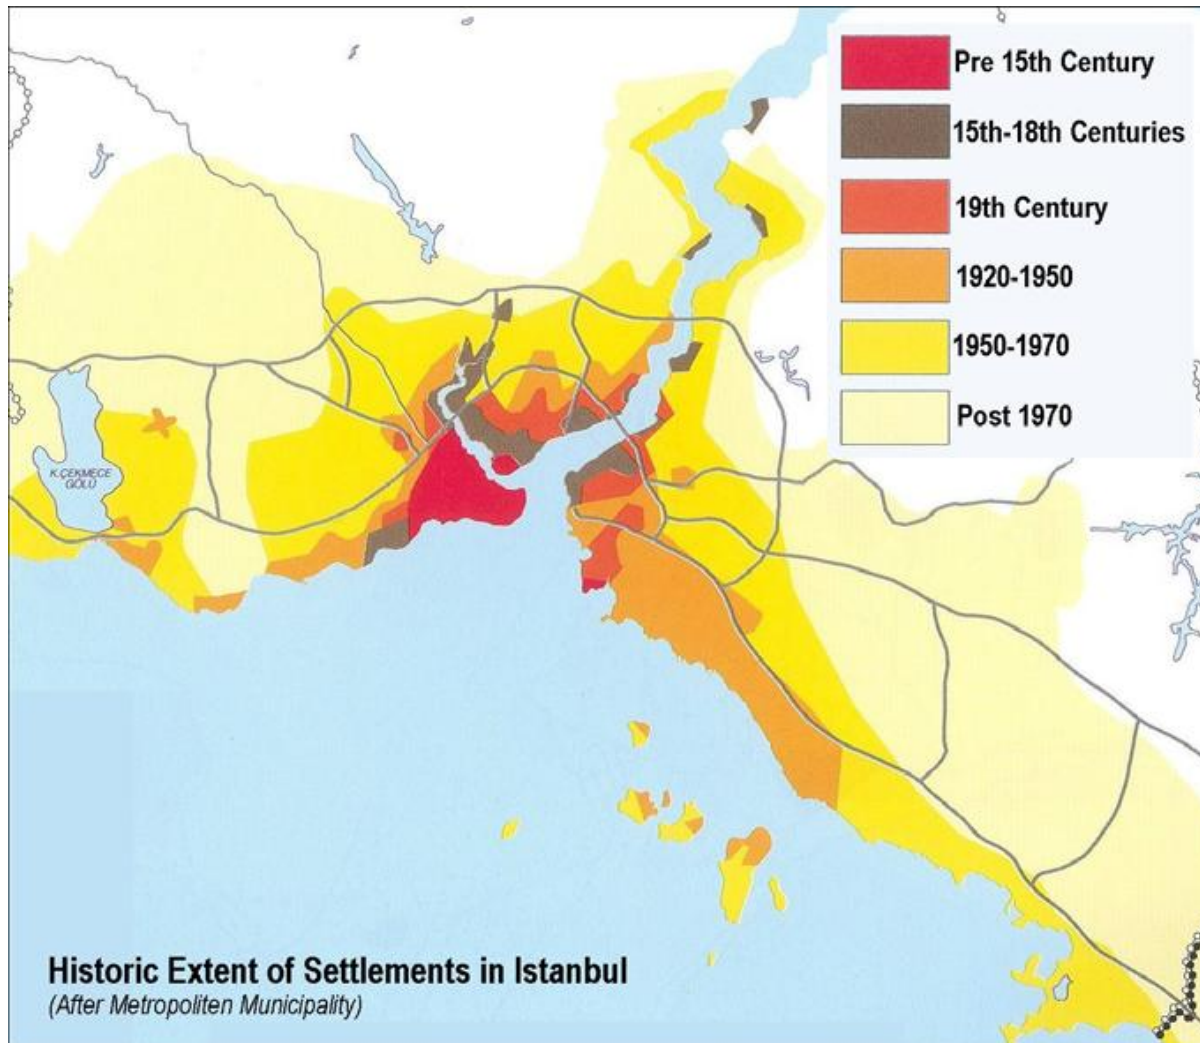 Pre 15th Century
15th-18th Centuries
19th Century
1920-1950
1950-1970
Post 1970
K.ÇEKMECE
GÖLÜ
Historic Extent of Settlements in Istanbul
(After Metropoliten Municipality)